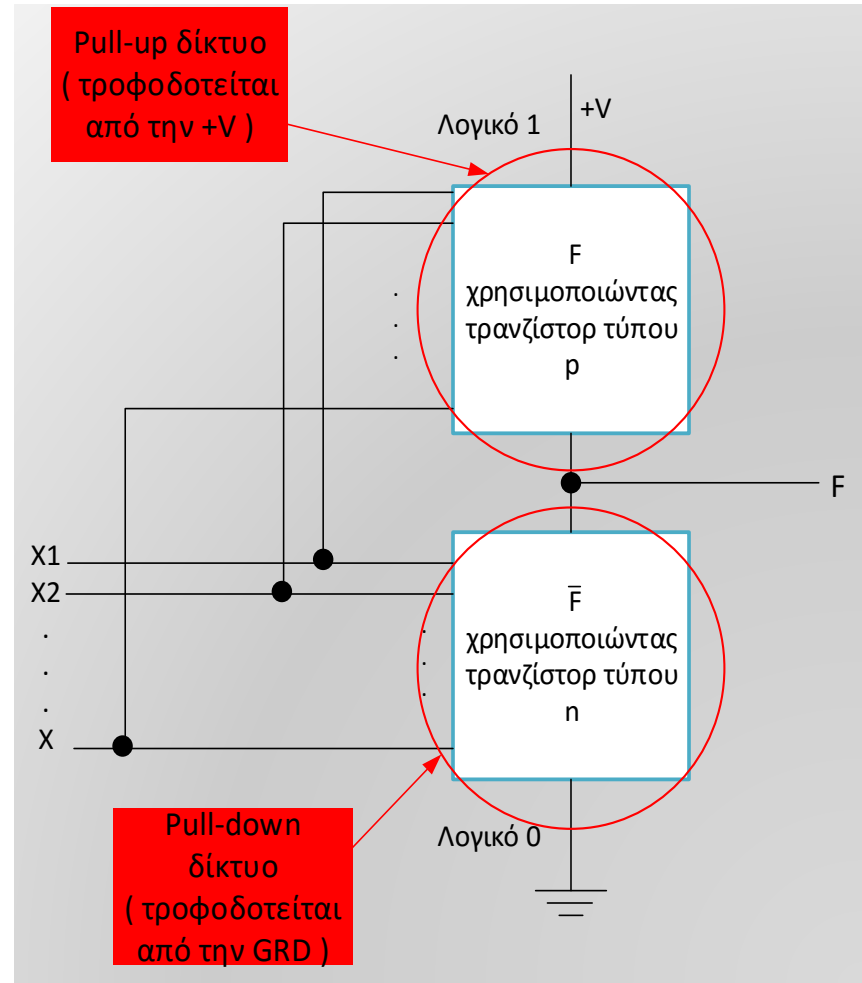 Pull-up δίκτυο
( τροφοδοτείται
από την +V )
Λογικό 1
+V
F
χρησιμοποιώντας
τρανζίστορ τύπου
p
F
X1
X2
.
.
.
X
F̅
χρησιμοποιώντας
τρανζίστορ τύπου
n
Pull-down
δίκτυο
( τροφοδοτείται
από την GRD )
Λογικό 0